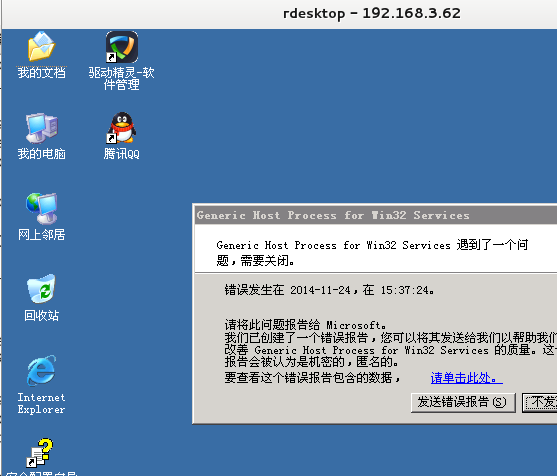 rdesktop - 192.168.3.62
我的文档
驱动精灵-软
件管理
我的电脑
腾讯QQ
网上邻居
回收站
Internet
Explorer
Generic Host Process for Win32 Services
Generic Host Process for Win32 Services 遇到了一个问
题，需要关闭。
错误发生在 2014-11-24，在 15:37:24。
请将此问题报告给 Microsoft。
我们已创建了一个错误报告，您可以将其发送给我们以帮助我们
改善 Generic Host Process for Win32 Services 的质量。这
报告会被认为是机密的，匿名的。
要查看这个错误报告包含的数据， 请单击此处。
发送错误报告(S)
不发